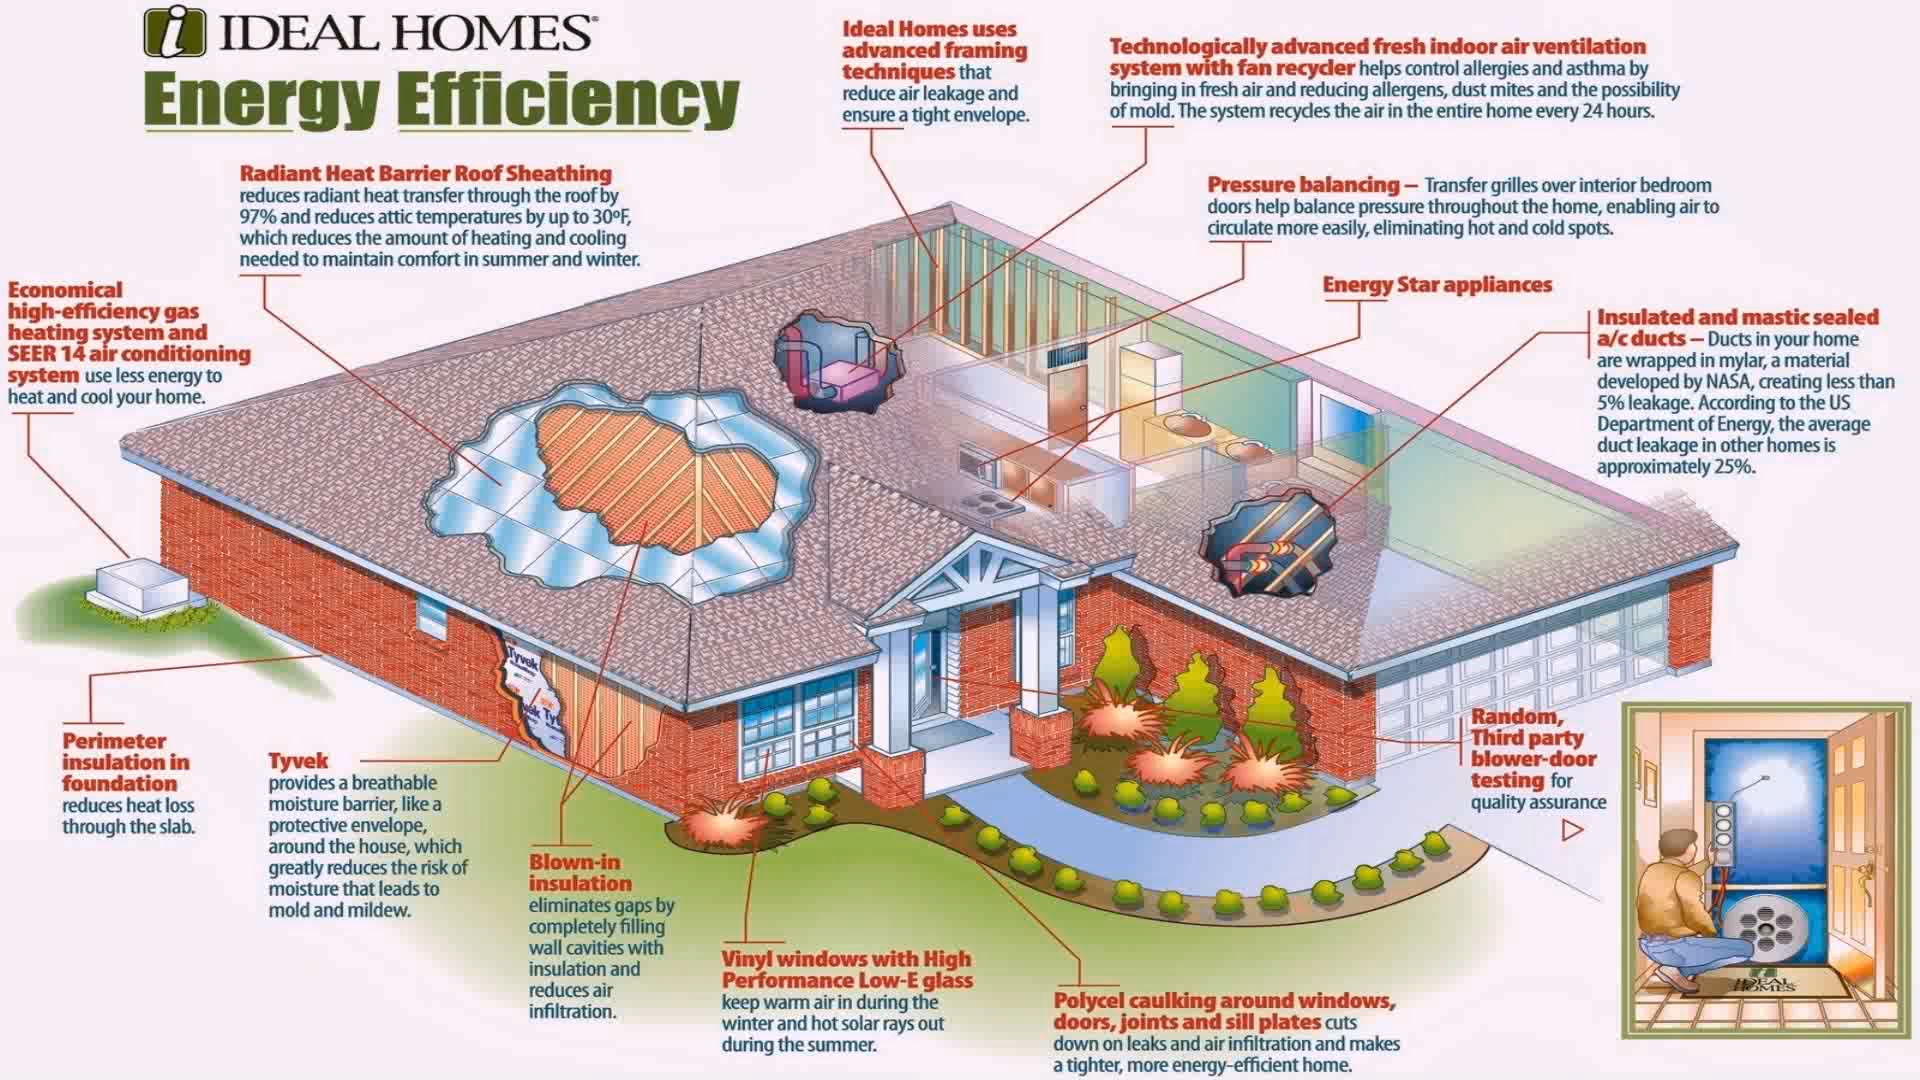 i IDEAL HOMES®
Energy Efficiency
Ideal Homes uses
advanced framing
techniques that
reduce air leakage and
ensure a tight envelope.
Technologically advanced fresh indoor air ventilation
system with fan recycler helps control allergies and asthma by
bringing in fresh air and reducing allergens, dust mites and the possibility
of mold. The system recycles the air in the entire home every 24 hours.
Radiant Heat Barrier Roof Sheathing
reduces radiant heat transfer through the roof by
97% and reduces attic temperatures by up to 30ºF,
which reduces the amount of heating and cooling
needed to maintain comfort in summer and winter.
Pressure balancing – Transfer grilles over interior bedroom
doors help balance pressure throughout the home, enabling air to
circulate more easily, eliminating hot and cold spots.
Energy Star appliances
Economical
high-efficiency gas
heating system and
SEER 14 air conditioning
system use less energy to
heat and cool your home.
Insulated and mastic sealed
a/c ducts – Ducts in your home
are wrapped in mylar, a material
developed by NASA, creating less than
5% leakage. According to the US
Department of Energy, the average
duct leakage in other homes is
approximately 25%.
Tyvek
Perimeter
insulation in
foundation
reduces heat loss
through the slab.
Tyvek
provides a breathable
moisture barrier, like a
protective envelope,
around the house, which
greatly reduces the risk of
moisture that leads to
mold and mildew.
Blown-in
insulation
eliminates gaps by
completely filling
wall cavities with
insulation and
reduces air
infiltration.
Vinyl windows with High
Performance Low-E glass
keep warm air in during the
winter and hot solar rays out
during the summer.
Polycel caulking around windows,
doors, joints and sill plates cuts
down on leaks and air infiltration and makes
a tighter, more energy-efficient home.
Random,
Third party
blower-door
testing for
quality assurance
IDEAL
HOMES